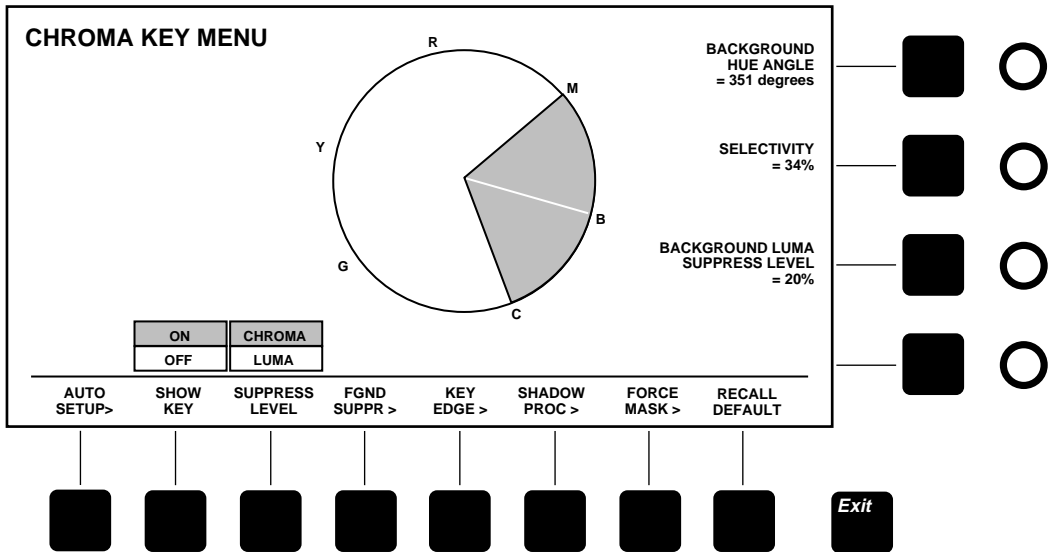 CHROMA KEY MENU
R
M
Y
B
G
C
BACKGROUND
HUE ANGLE
= 351 degrees
SELECTIVITY
= 34%
BACKGROUND LUMA
SUPPRESS LEVEL
= 20%
ON
OFF
CHROMA
LUMA
AUTO
SETUP>
SHOW
KEY
SUPPRESS
LEVEL
FGND
SUPPR >
KEY
EDGE >
SHADOW
PROC >
FORCE
MASK >
RECALL
DEFAULT
Exit